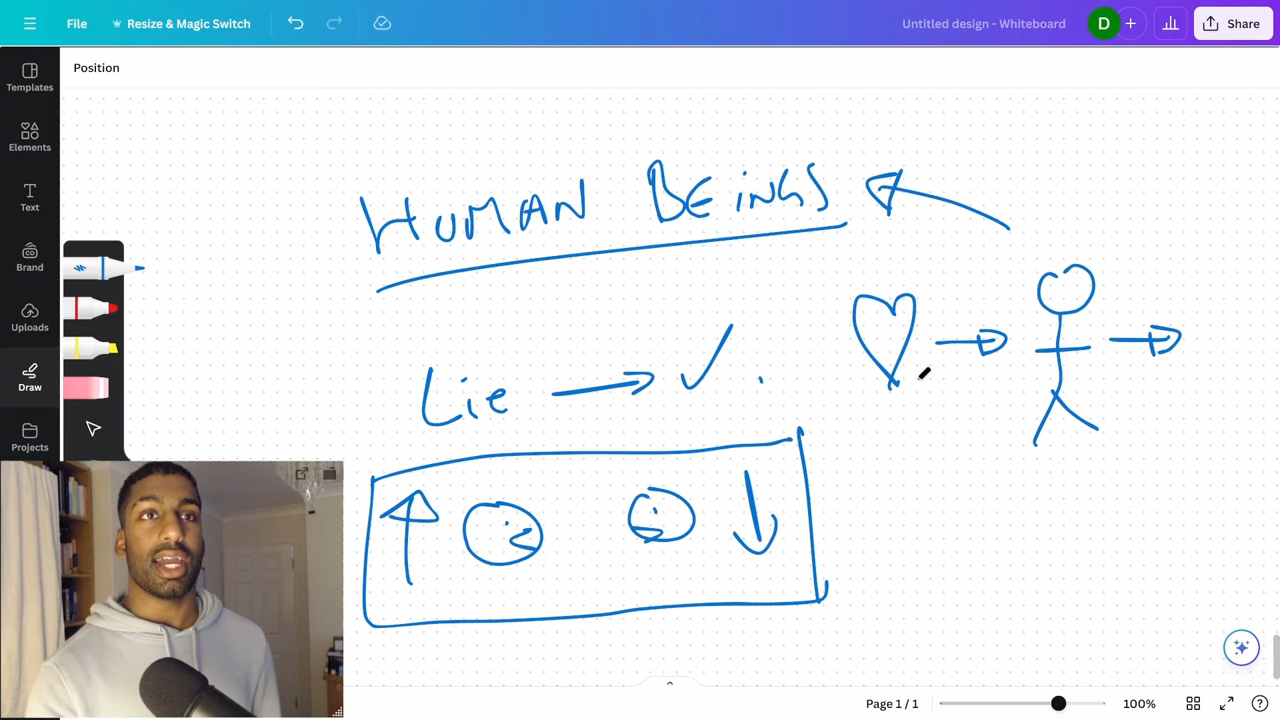 File
Resize & Magic Switch
Untitled design - Whiteboard
D
Share
Position
Templates
Elements
Text
Brand
Uploads
Draw
Projects
HUMAN BEiNGS
Lie
Page 1 / 1
100%